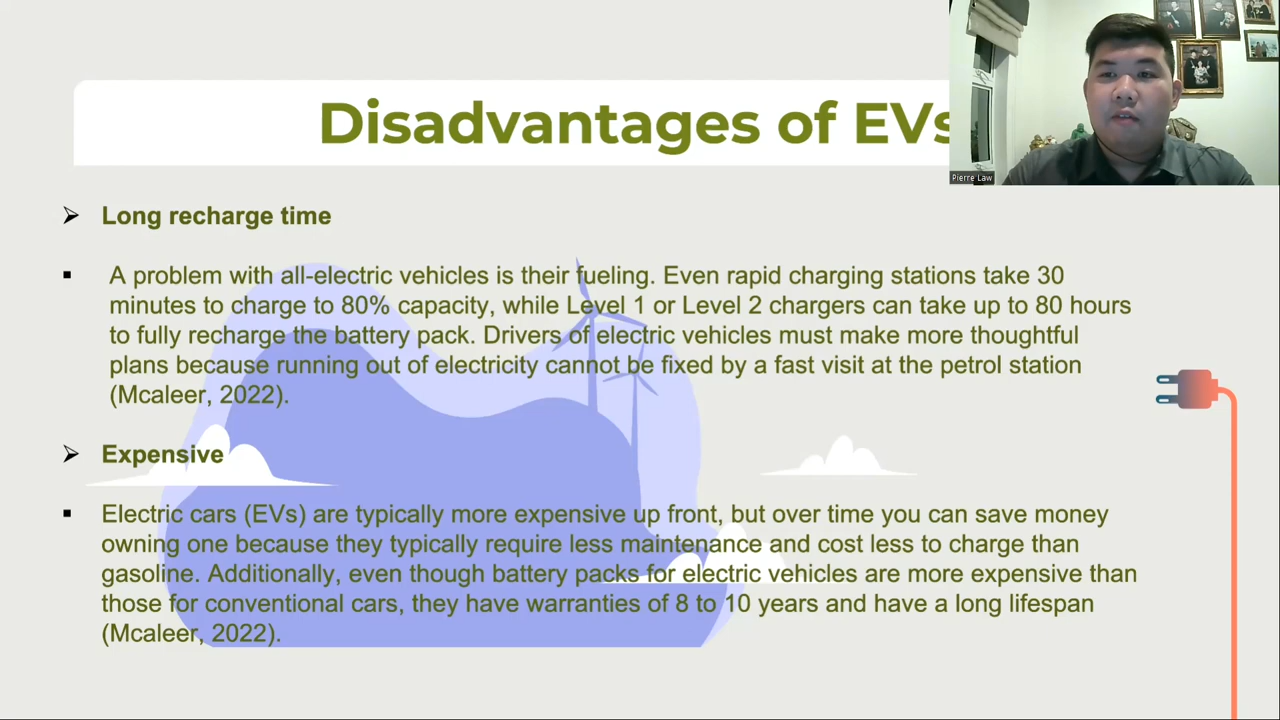 Disadvantages of EVs
Pierre Law
➢ Long recharge time
▪ A problem with all-electric vehicles is their fueling. Even rapid charging stations take 30
minutes to charge to 80% capacity, while Level 1 or Level 2 chargers can take up to 80 hours
to fully recharge the battery pack. Drivers of electric vehicles must make more thoughtful
plans because running out of electricity cannot be fixed by a fast visit at the petrol station
(Mcaleer, 2022).
➢ Expensive
▪ Electric cars (EVs) are typically more expensive up front, but over time you can save money
owning one because they typically require less maintenance and cost less to charge than
gasoline. Additionally, even though battery packs for electric vehicles are more expensive than
those for conventional cars, they have warranties of 8 to 10 years and have a long lifespan
(Mcaleer, 2022).